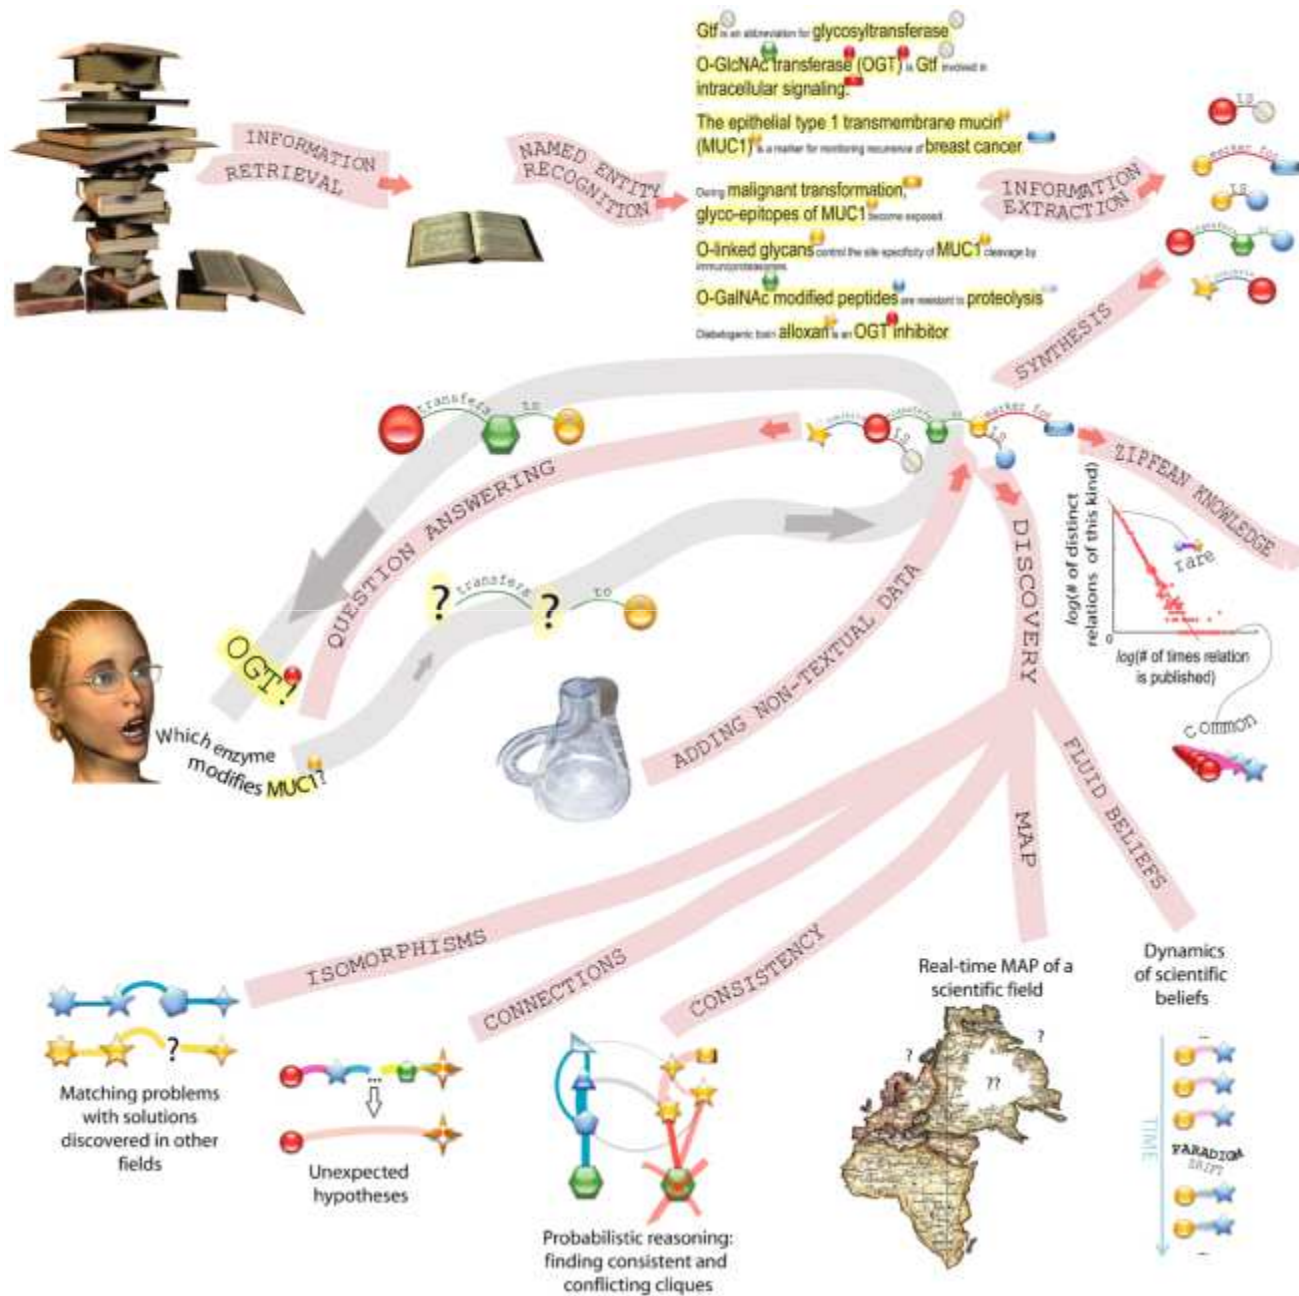 INFORMATION
RETRIEVAL
NAMED ENTITY
RECOGNITION
Gtf is an abbreviation for glycosyltransferase
O-GlcNAc transferase (OGT) is Gtf involved in
intracellular signaling.
The epithelial type 1 transmembrane mucin
(MUC1) is a marker for monitoring recurrence of breast cancer
During malignant transformation,
glyco-epitopes of MUC1 become exposed
O-linked glycans control the site-specificity of MUC1 cleavage by
immunoproteasomes
O-GalNAc modified peptides are resistant to proteolysis
Diabetogenic toxin alloxan is an OGT inhibitor
INFORMATION
EXTRACTION
IS
marker for
IS
transfers to
SYNTHESIS
transfers to
marker for
IS
IS
QUESTION ANSWERING
ZIPFEAN KNOWLEDGE
log(# of distinct
relations of this kind)
rare
0
log(# of times relation
is published)
common
? transfers ? to
OGT!
Which enzyme
modifies MUC1?
ADDING NON-TEXTUAL DATA
DISCOVERY
ISOMORPHISMS
CONNECTIONS
CONSISTENCY
MAP
FLUID BELIEFS
?
Matching problems
with solutions
discovered in other
fields
...
Unexpected
hypotheses
Probabilistic reasoning:
finding consistent and
conflicting cliques
Real-time MAP of a
scientific field
?
?
??
Dynamics
of scientific
beliefs
...
TIME
PARADIGM
SHIFT
...